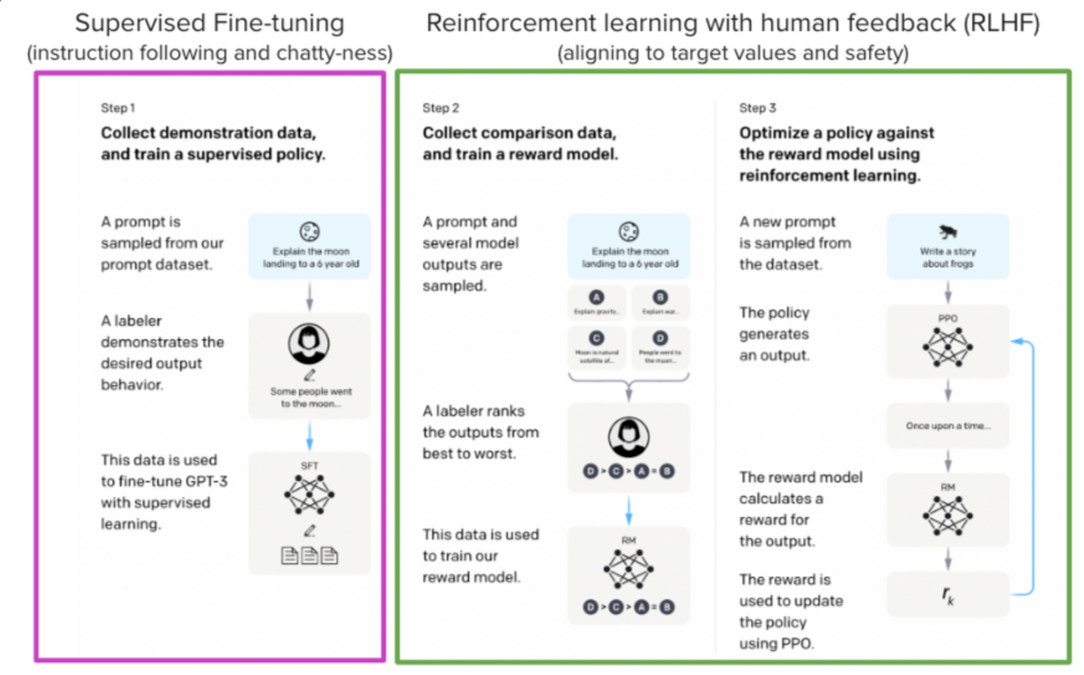 Supervised Fine-tuning
(instruction following and chatty-ness)
Reinforcement learning with human feedback (RLHF)
(aligning to target values and safety)
Step 1
Collect demonstration data,
and train a supervised policy.
A prompt is
sampled from our
prompt dataset.
Explain the moon
landing to a 6 year old
A labeler
demonstrates the
desired output
behavior.
Some people went
to the moon...
This data is used
to fine-tune GPT-3
with supervised
learning.
SFT
Step 2
Collect comparison data,
and train a reward model.
A prompt and
several model
outputs are
sampled.
Explain the moon
landing to a 6 year old
A
Explain gravity...
B
Explain war...
C
Moon is natural
satellite of...
D
People went to
the moon...
A labeler ranks
the outputs from
best to worst.
D > C > A = B
This data is used
to train our
reward model.
RM
D > C > A = B
Step 3
Optimize a policy against
the reward model using
reinforcement learning.
A new prompt
is sampled from
the dataset.
Write a story
about frogs
The policy
generates
an output.
PPO
Once upon a time...
The reward model
calculates a
reward for
the output.
RM
The reward is
used to update
the policy
using PPO.
rk